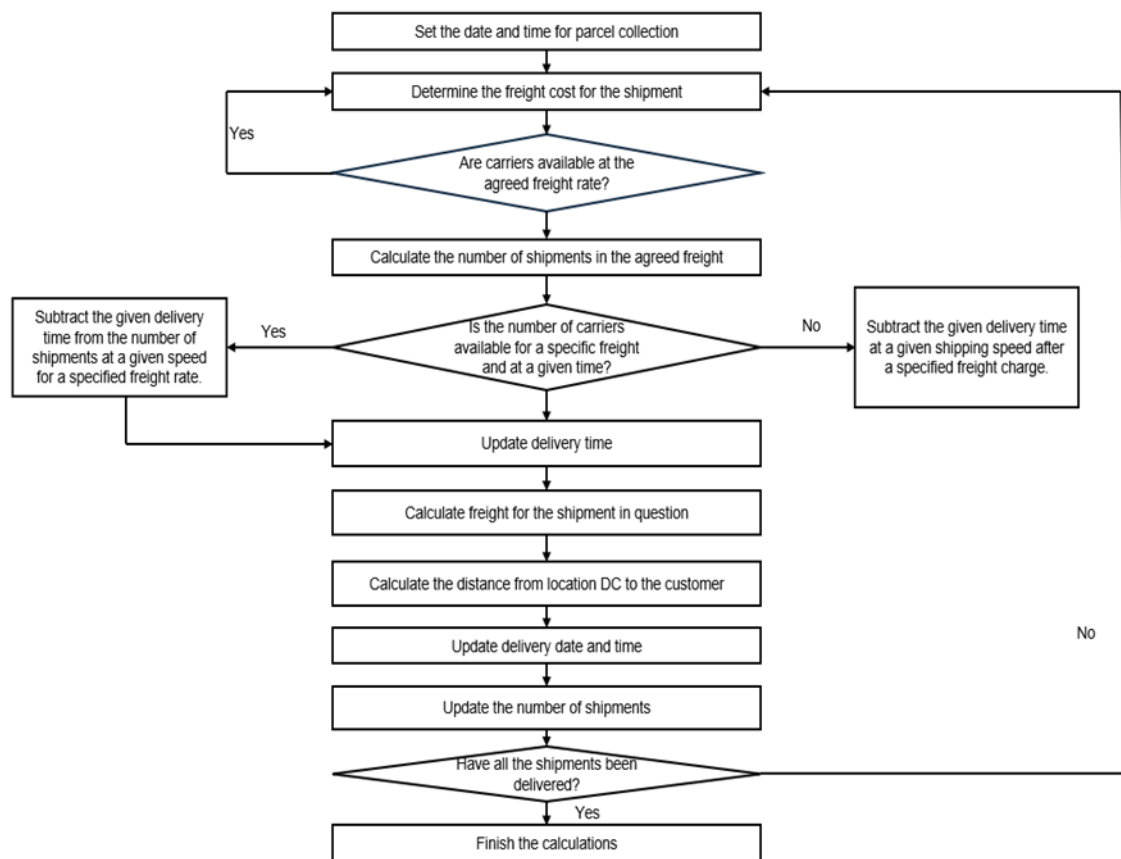 Set the date and time for parcel collection
Determine the freight cost for the shipment
Yes
Are carriers available at the
agreed freight rate?
Calculate the number of shipments in the agreed freight
Subtract the given delivery
time from the number of
shipments at a given speed
for a specified freight rate.
Yes
Is the number of carriers
available for a specific freight
and at a given time?
No
Subtract the given delivery time
at a given shipping speed after
a specified freight charge.
Update delivery time
Calculate freight for the shipment in question
Calculate the distance from location DC to the customer
Update delivery date and time
No
Update the number of shipments
Have all the shipments been
delivered?
Yes
Finish the calculations